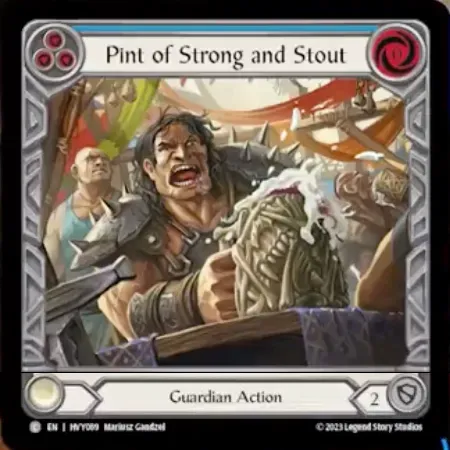 Pint of Strong and Stout
Guardian Action
2
C EN | HVY089 Mariusz Gandzel
© 2023 Legend Story Studios